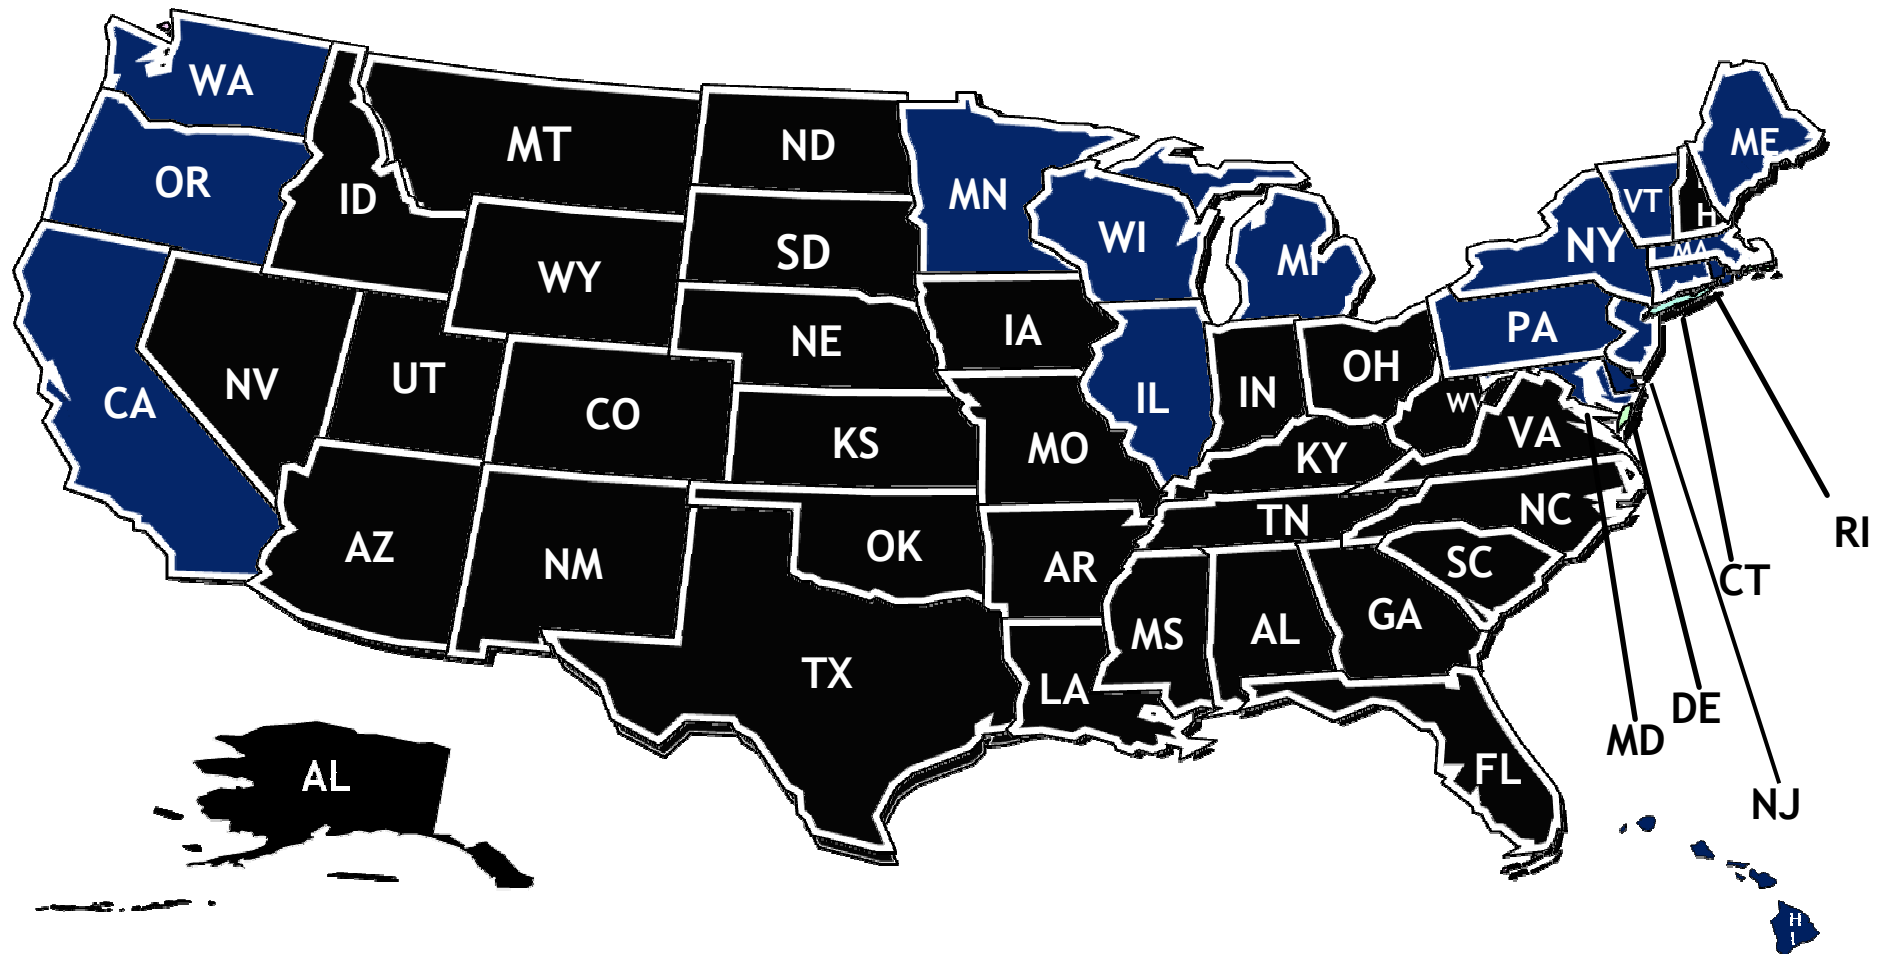 WA
MT
ND
ME
OR
ID
MN
VT
H
SD
WI
NY
MA
MI
WY
IA
PA
NE
NV
UT
CO
IL
IN
OH
CA
KS
MO
WV
VA
KY
AZ
NM
OK
TN
NC
AR
SC
RI
CT
MS
AL
GA
TX
LA
DE
MD
FL
AL
NJ
H
I